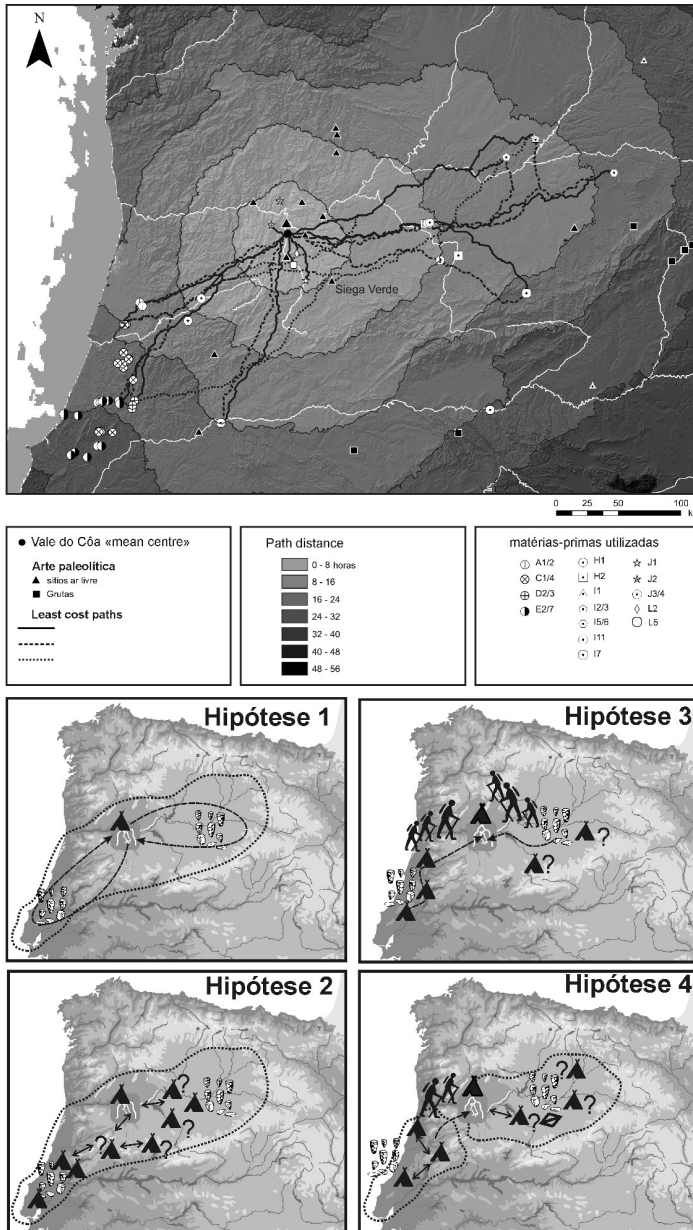 N
Siega Verde
0 25 50 100
k
Vale do Côa «mean centre»
Arte paleolítica
sitios ar livre
Grutas
Least cost paths
Path distance
0 - 8 horas
8 - 16
16 - 24
24 - 32
32 - 40
40 - 48
48 - 56
matérias-primas utilizadas
A1/2
C1/4
D2/3
E2/7
H1
H2
I1
I2/3
I5/6
I11
I7
J1
J2
J3/4
L2
L5
Hipótese 1
Hipótese 3
?
?
Hipótese 2
?
?
?
Hipótese 4
?
?
?